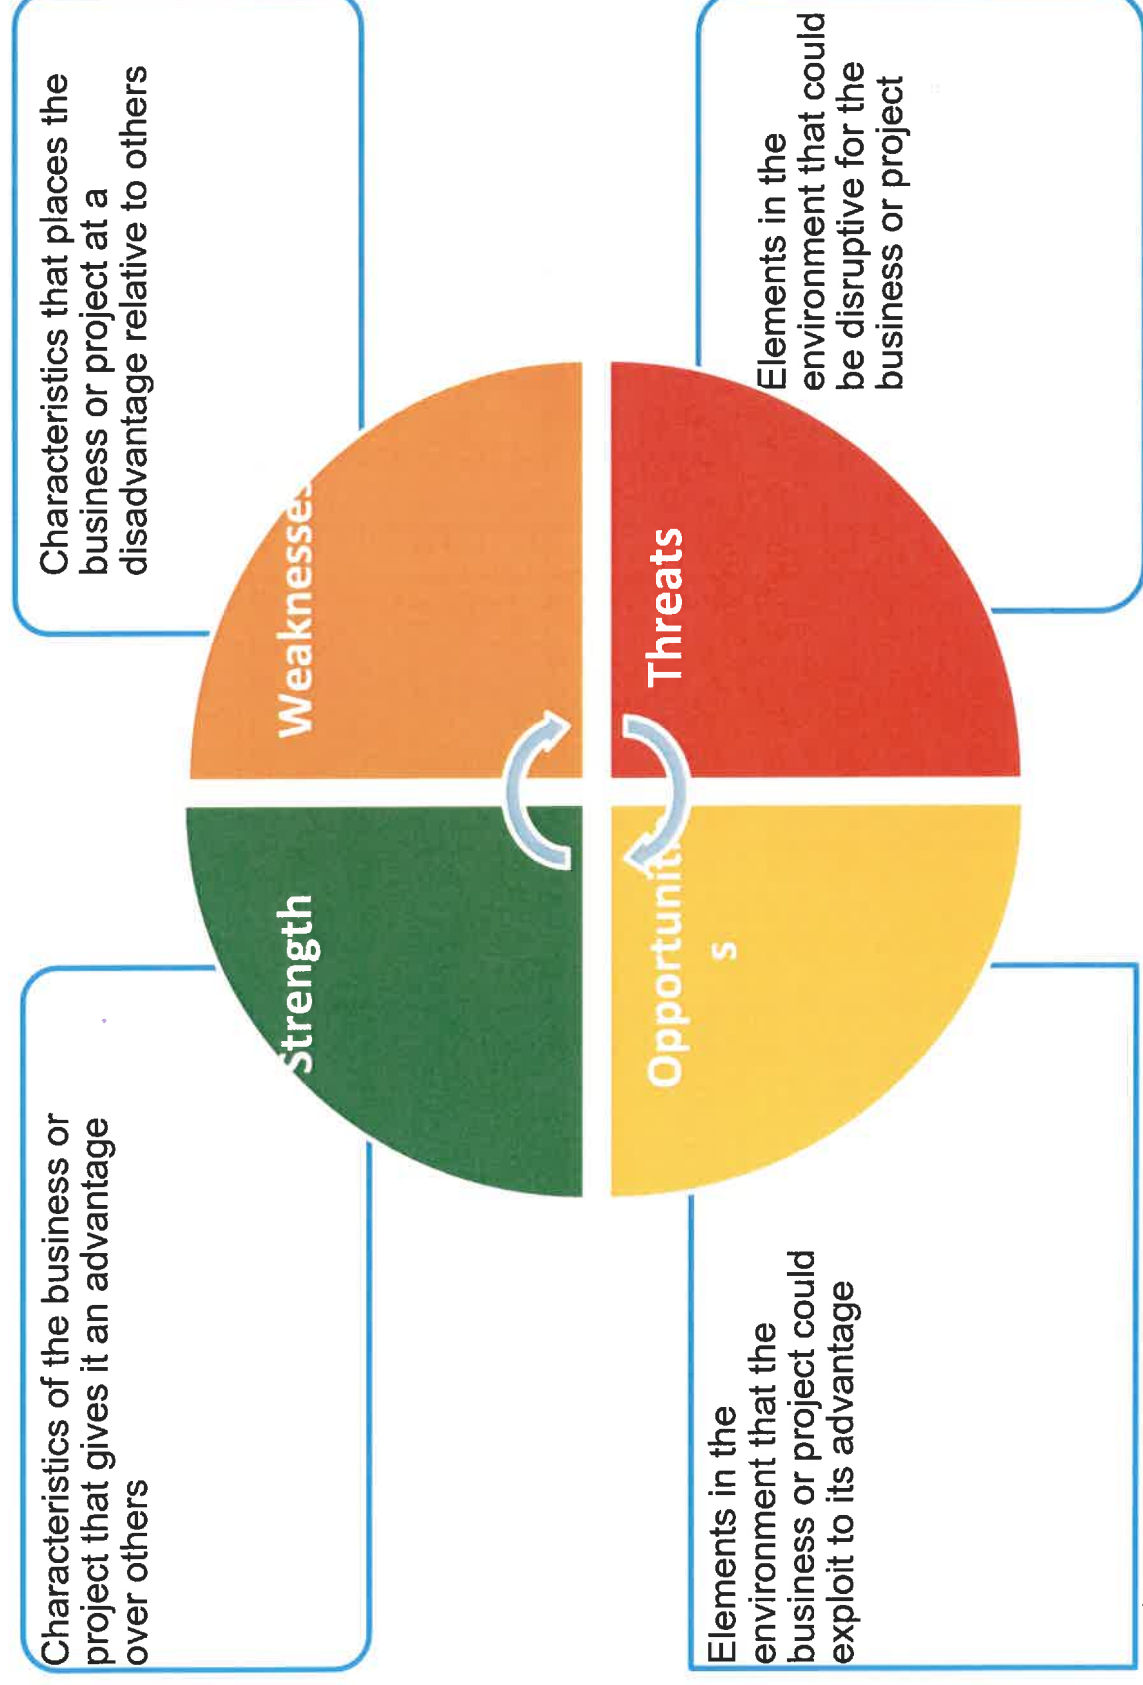 Characteristics of the business or
project that gives it an advantage
over others
Characteristics that places the
business or project at a
disadvantage relative to others
Strength
Weaknesses
Opportuniti
s
Threats
Elements in the
environment that the
business or project could
exploit to its advantage
Elements in the
environment that could
be disruptive for the
business or project